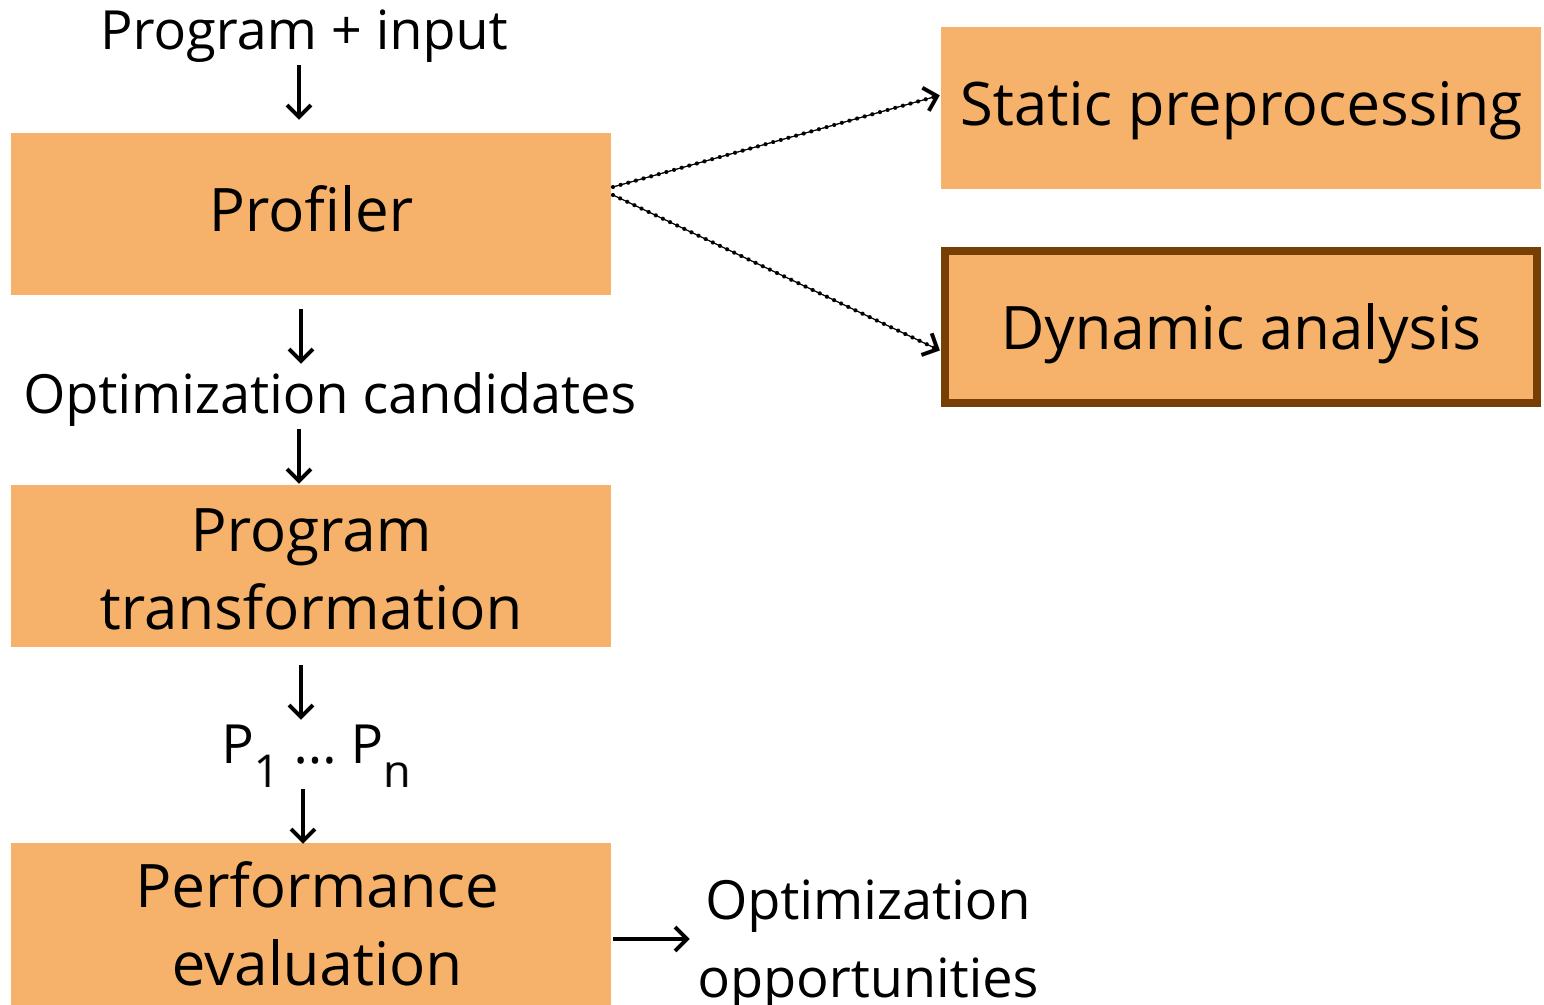 Program + input
Profiler
Static preprocessing
Dynamic analysis
Optimization candidates
Program
transformation
P1 ... Pn
Performance
evaluation
Optimization
opportunities